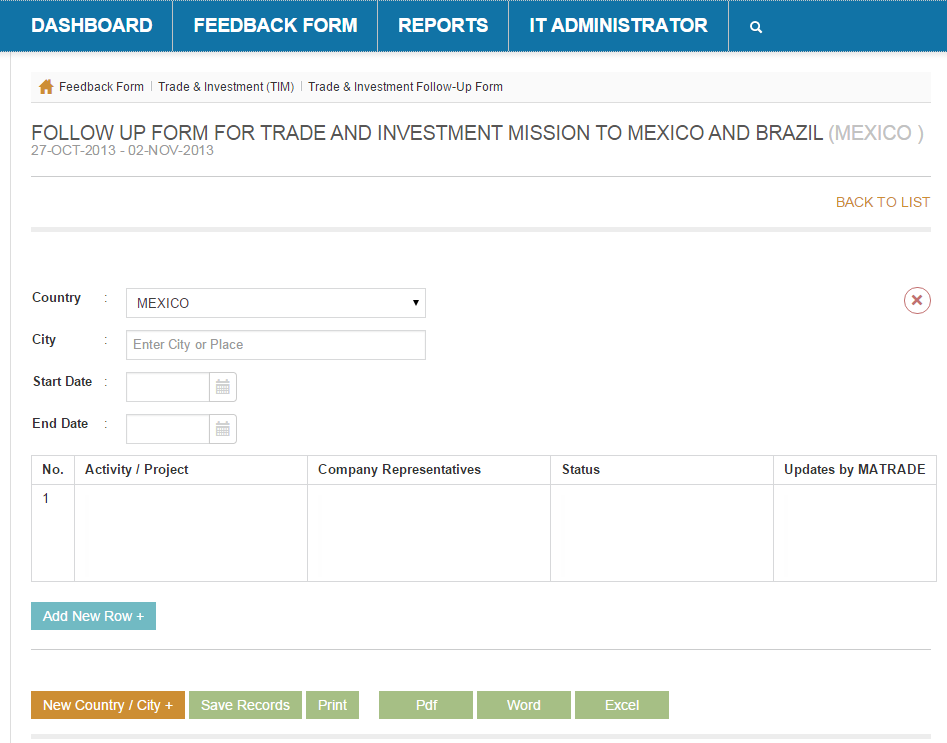 DASHBOARD FEEDBACK FORM REPORTS IT ADMINISTRATOR
Feedback Form | Trade & Investment (TIM) | Trade & Investment Follow-Up Form
FOLLOW UP FORM FOR TRADE AND INVESTMENT MISSION TO MEXICO AND BRAZIL (MEXICO )
27-OCT-2013 - 02-NOV-2013
BACK TO LIST
Country : MEXICO
City : Enter City or Place
Start Date :
End Date :
No. Activity / Project Company Representatives Status Updates by MATRADE
1
Add New Row +
New Country / City + Save Records Print Pdf Word Excel